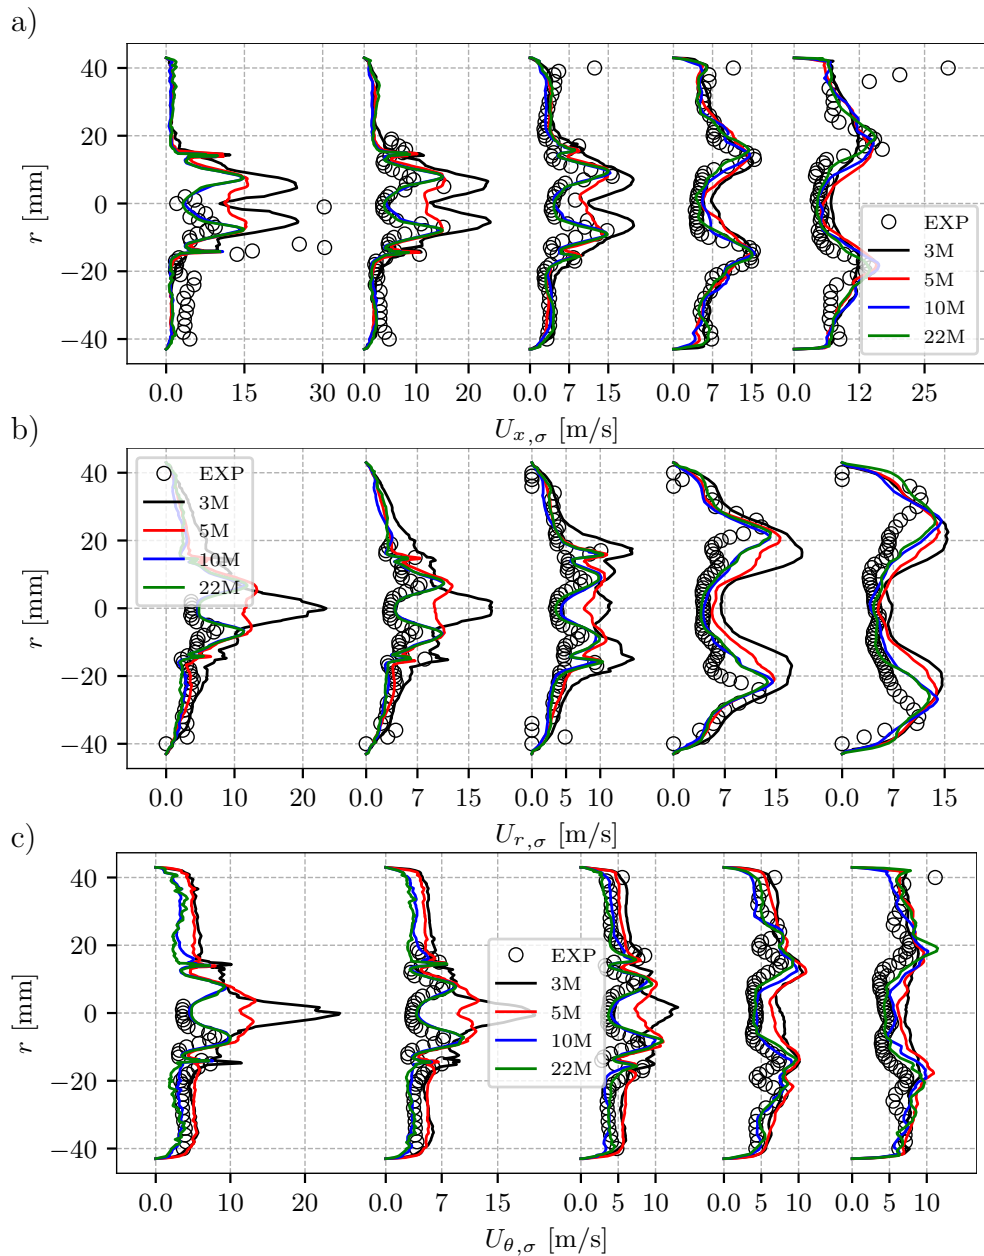 a)
40
20
0
−20
−40
r [mm]
EXP
3M
5M
10M
22M
0.0 15 30 0.0 15 0.0 7 15 0.0 7 15 0.0 12 25
U_{x,σ} [m/s]
b)
40
20
0
−20
−40
r [mm]
EXP
3M
5M
10M
22M
0.0 10 20 0.0 7 15 0.0 5 10 0.0 15 0.0 15
U_{r,σ} [m/s]
c)
40
20
0
−20
−40
r [mm]
EXP
3M
5M
10M
22M
0.0 10 20 0.0 7 15 0.0 5 10 0.0 5 10 0.0 5 10
U_{θ,σ} [m/s]